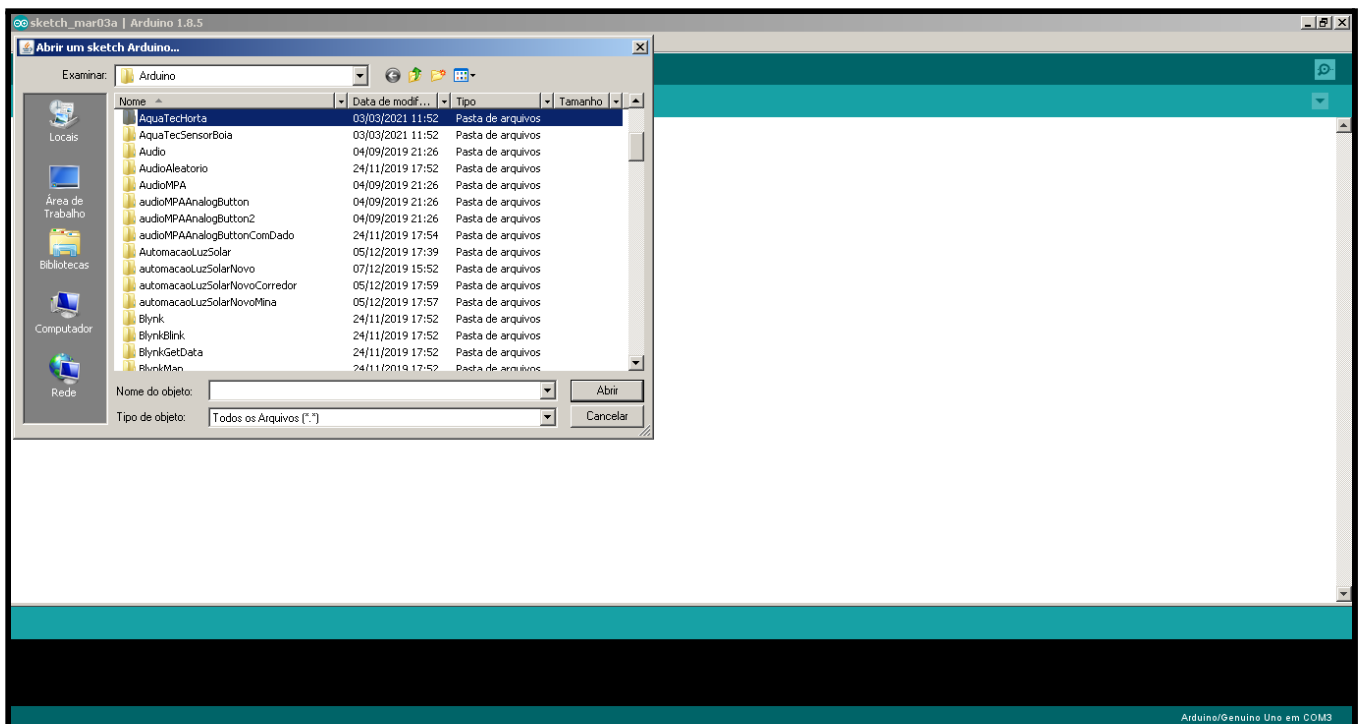 sketch_mar03a | Arduino 1.8.5
Abrir um sketch Arduino...
Examinar: Arduino
Nome Data de modif... Tipo Tamanho
AquaTecHorta 03/03/2021 11:52 Pasta de arquivos
AquaTecSensorBoia 03/03/2021 11:52 Pasta de arquivos
Audio 04/09/2019 21:26 Pasta de arquivos
AudioAleatorio 24/11/2019 17:52 Pasta de arquivos
AudioMPA 04/09/2019 21:26 Pasta de arquivos
audioMPAAnalogButton 04/09/2019 21:26 Pasta de arquivos
audioMPAAnalogButton2 04/09/2019 21:26 Pasta de arquivos
audioMPAAnalogButtonComDado 24/11/2019 17:54 Pasta de arquivos
AutomacaoLuzSolar 05/12/2019 17:39 Pasta de arquivos
automacaoLuzSolarNovo 07/12/2019 15:52 Pasta de arquivos
automacaoLuzSolarNovoCorredor 05/12/2019 17:59 Pasta de arquivos
automacaoLuzSolarNovoMina 05/12/2019 17:57 Pasta de arquivos
Blynk 24/11/2019 17:52 Pasta de arquivos
BlynkBlink 24/11/2019 17:52 Pasta de arquivos
BlynkGetData 24/11/2019 17:52 Pasta de arquivos
BlynkMap 24/11/2019 17:52 Pasta de arquivos
Locais
Área de
Trabalho
Bibliotecas
Computador
Rede
Nome do objeto: Abrir
Tipo de objeto: Todos os Arquivos (*.*) Cancelar
Arduino/Genuino Uno em COM3